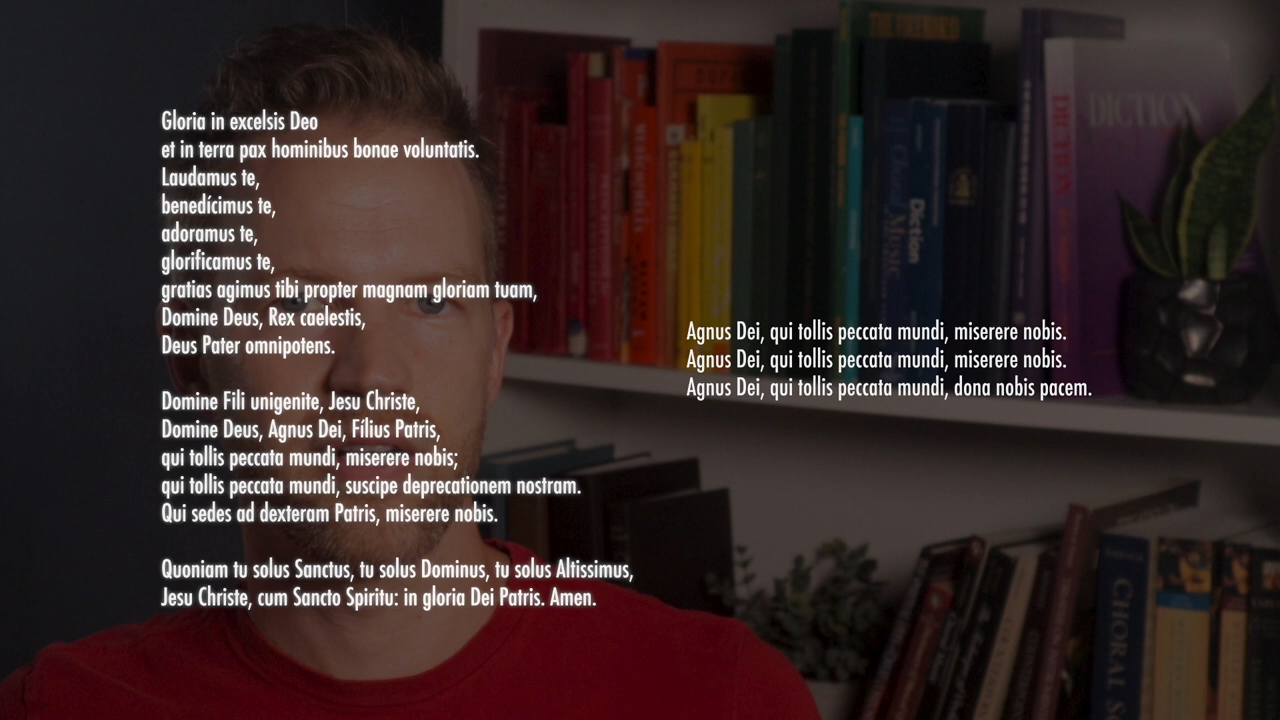 Gloria in excelsis Deo
et in terra pax hominibus bonae voluntatis.
Laudamus te,
benedícimus te,
adoramus te,
glorificamus te,
gratias agimus tibi propter magnam gloriam tuam,
Domine Deus, Rex caelestis,
Deus Pater omnipotens.
Domine Fili unigenite, Jesu Christe,
Domine Deus, Agnus Dei, Fílius Patris,
qui tollis peccata mundi, miserere nobis;
qui tollis peccata mundi, suscipe deprecationem nostram.
Qui sedes ad dexteram Patris, miserere nobis.
Quoniam tu solus Sanctus, tu solus Dominus, tu solus Altissimus,
Jesu Christe, cum Sancto Spiritu: in gloria Dei Patris. Amen.
Agnus Dei, qui tollis peccata mundi, miserere nobis.
Agnus Dei, qui tollis peccata mundi, miserere nobis.
Agnus Dei, qui tollis peccata mundi, dona nobis pacem.
THE FIREBIRD
DICTION
DICTION
Diction
Music
CHORAL S